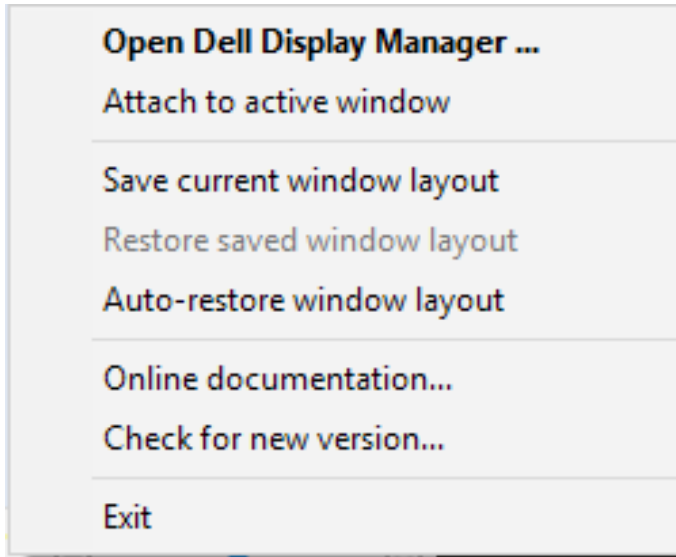 Open Dell Display Manager ...
Attach to active window
Save current window layout
Restore saved window layout
Auto-restore window layout
Online documentation...
Check for new version...
Exit